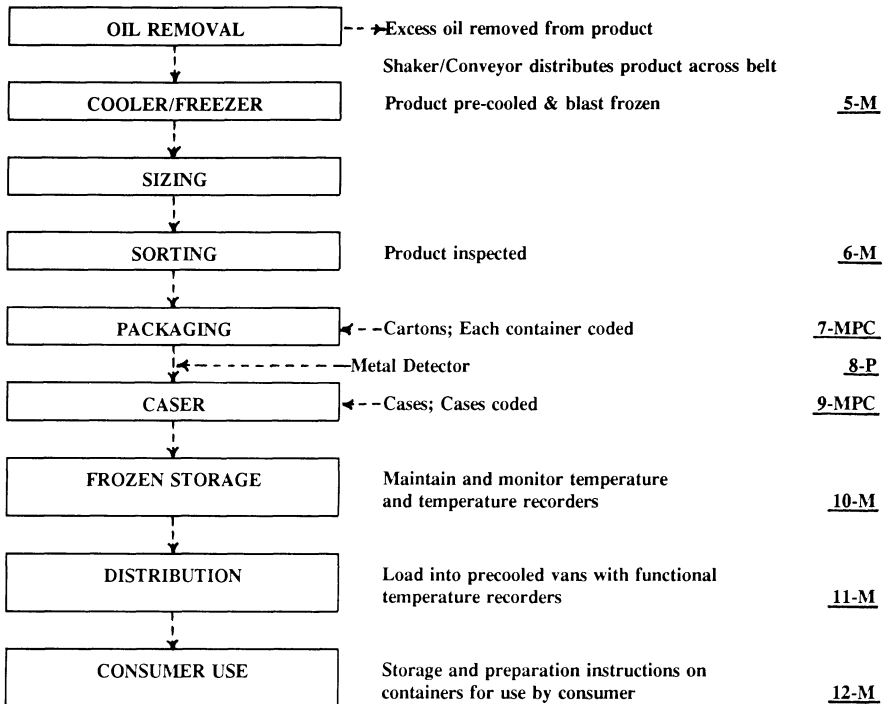 OIL REMOVAL Excess oil removed from product
Shaker/Conveyor distributes product across belt
COOLER/FREEZER Product pre-cooled & blast frozen 5-M
SIZING
SORTING Product inspected 6-M
PACKAGING Cartons; Each container coded 7-MPC
Metal Detector 8-P
CASER Cases; Cases coded 9-MPC
FROZEN STORAGE Maintain and monitor temperature
and temperature recorders 10-M
DISTRIBUTION Load into precooled vans with functional
temperature recorders 11-M
CONSUMER USE Storage and preparation instructions on
containers for use by consumer 12-M